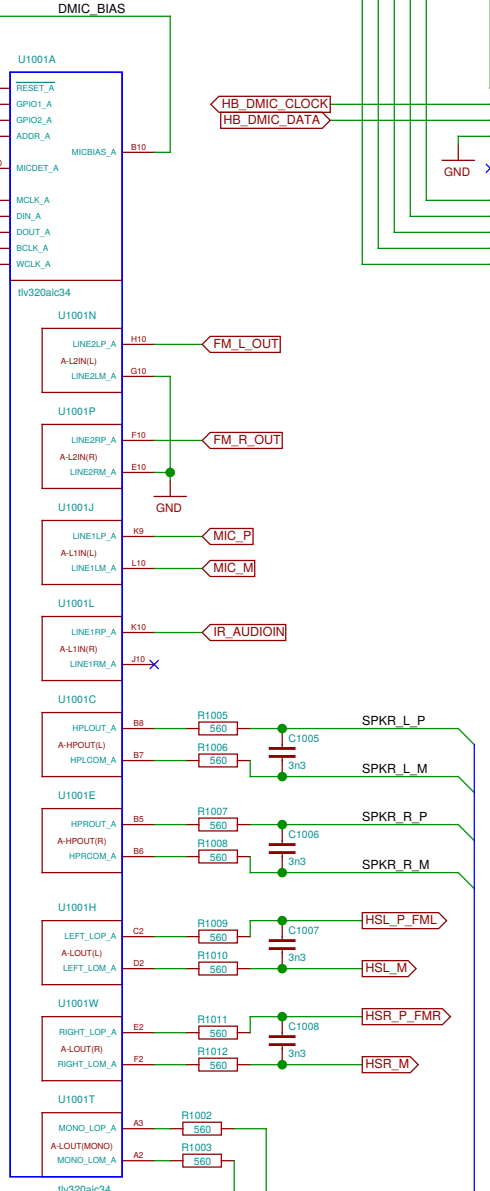 DMIC_BIAS
U1001A
RESET_A
GPIO1_A
HB_DMIC_CLOCK
GPIO2_A
HB_DMIC_DATA
ADDR_A
MICBIAS_A B10
MICDET_A
GND
MCLK_A
DIN_A
DOUT_A
BCLK_A
WCLK_A
tlv320aic34
U1001N
LINE2LP_A H10 FM_L_OUT
A-L2IN(L)
LINE2LM_A G10
U1001P
LINE2RP_A F10 FM_R_OUT
A-L2IN(R)
LINE2RM_A E10
GND
U1001J
LINE1LP_A K9 MIC_P
A-L1IN(L)
LINE1LM_A L10 MIC_M
U1001L
LINE1RP_A K10 IR_AUDIOIN
A-L1IN(R)
LINE1RM_A J10
U1001C
HPLOUT_A B8 R1005 560 SPKR_L_P
A-HPOUT(L) C1005
HPLCOM_A B7 R1006 560 3n3 SPKR_L_M
U1001E
HPROUT_A B5 R1007 560 SPKR_R_P
A-HPOUT(R) C1006
HPRCOM_A B6 R1008 560 3n3 SPKR_R_M
U1001H
LEFT_LOP_A C2 R1009 560 HSL_P_FML
A-LOUT(L) C1007
LEFT_LOM_A D2 R1010 560 3n3 HSL_M
U1001W
RIGHT_LOP_A E2 R1011 560 HSR_P_FMR
A-LOUT(R) C1008
RIGHT_LOM_A F2 R1012 560 3n3 HSR_M
U1001T
MONO_LOP_A A3 R1002 560
A-LOUT(MONO)
MONO_LOM_A A2 R1003 560
tlv320aic34